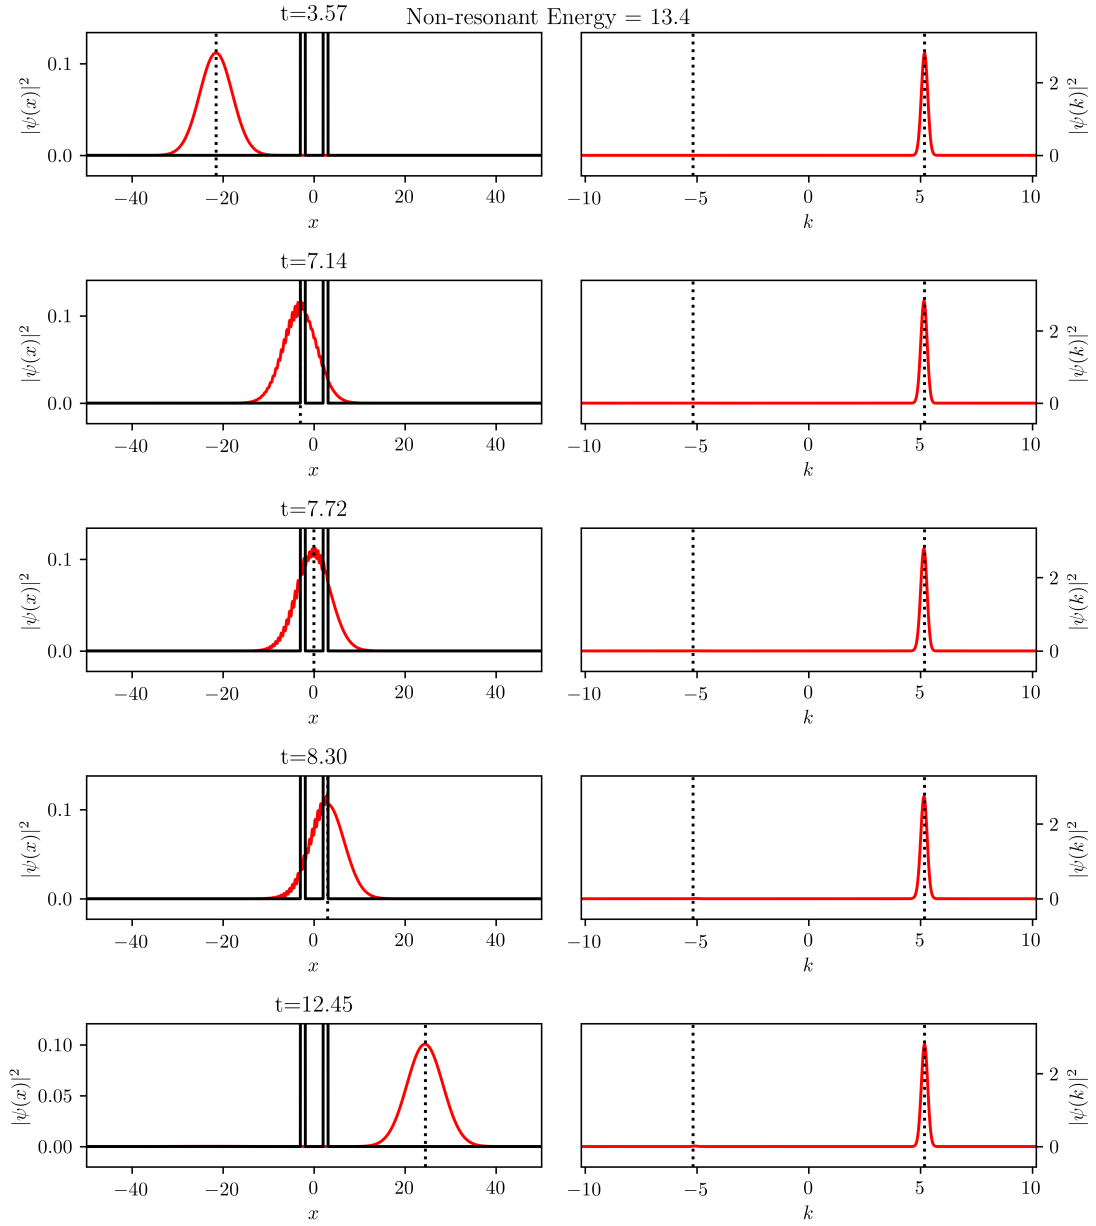 Non-resonant Energy = 13.4
t=3.57
|ψ(x)|²
0.1
0.0
−40 −20 0 20 40
x
|ψ(k)|²
2
0
−10 −5 0 5 10
k
t=7.14
|ψ(x)|²
0.1
0.0
−40 −20 0 20 40
x
|ψ(k)|²
2
0
−10 −5 0 5 10
k
t=7.72
|ψ(x)|²
0.1
0.0
−40 −20 0 20 40
x
|ψ(k)|²
2
0
−10 −5 0 5 10
k
t=8.30
|ψ(x)|²
0.1
0.0
−40 −20 0 20 40
x
|ψ(k)|²
2
0
−10 −5 0 5 10
k
t=12.45
|ψ(x)|²
0.10
0.05
0.00
−40 −20 0 20 40
x
|ψ(k)|²
2
0
−10 −5 0 5 10
k